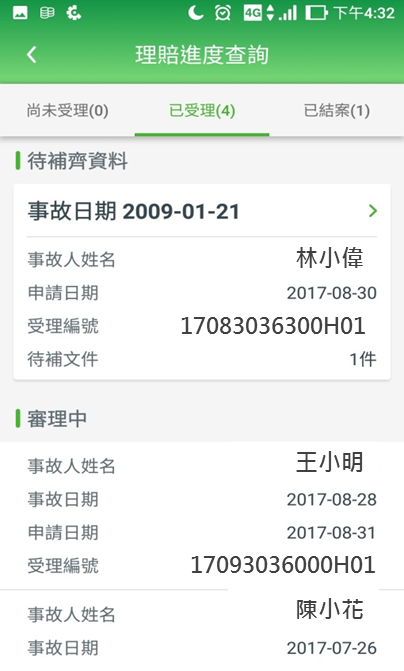 4G 下午4:32
理賠進度查詢
尚未受理(0) 已受理(4) 已結案(1)
待補齊資料
事故日期 2009-01-21
事故人姓名 林小偉
申請日期 2017-08-30
受理編號 17083036300H01
待補文件 1件
審理中
事故人姓名 王小明
事故日期 2017-08-28
申請日期 2017-08-31
受理編號 17093036000H01
事故人姓名 陳小花
事故日期 2017-07-26